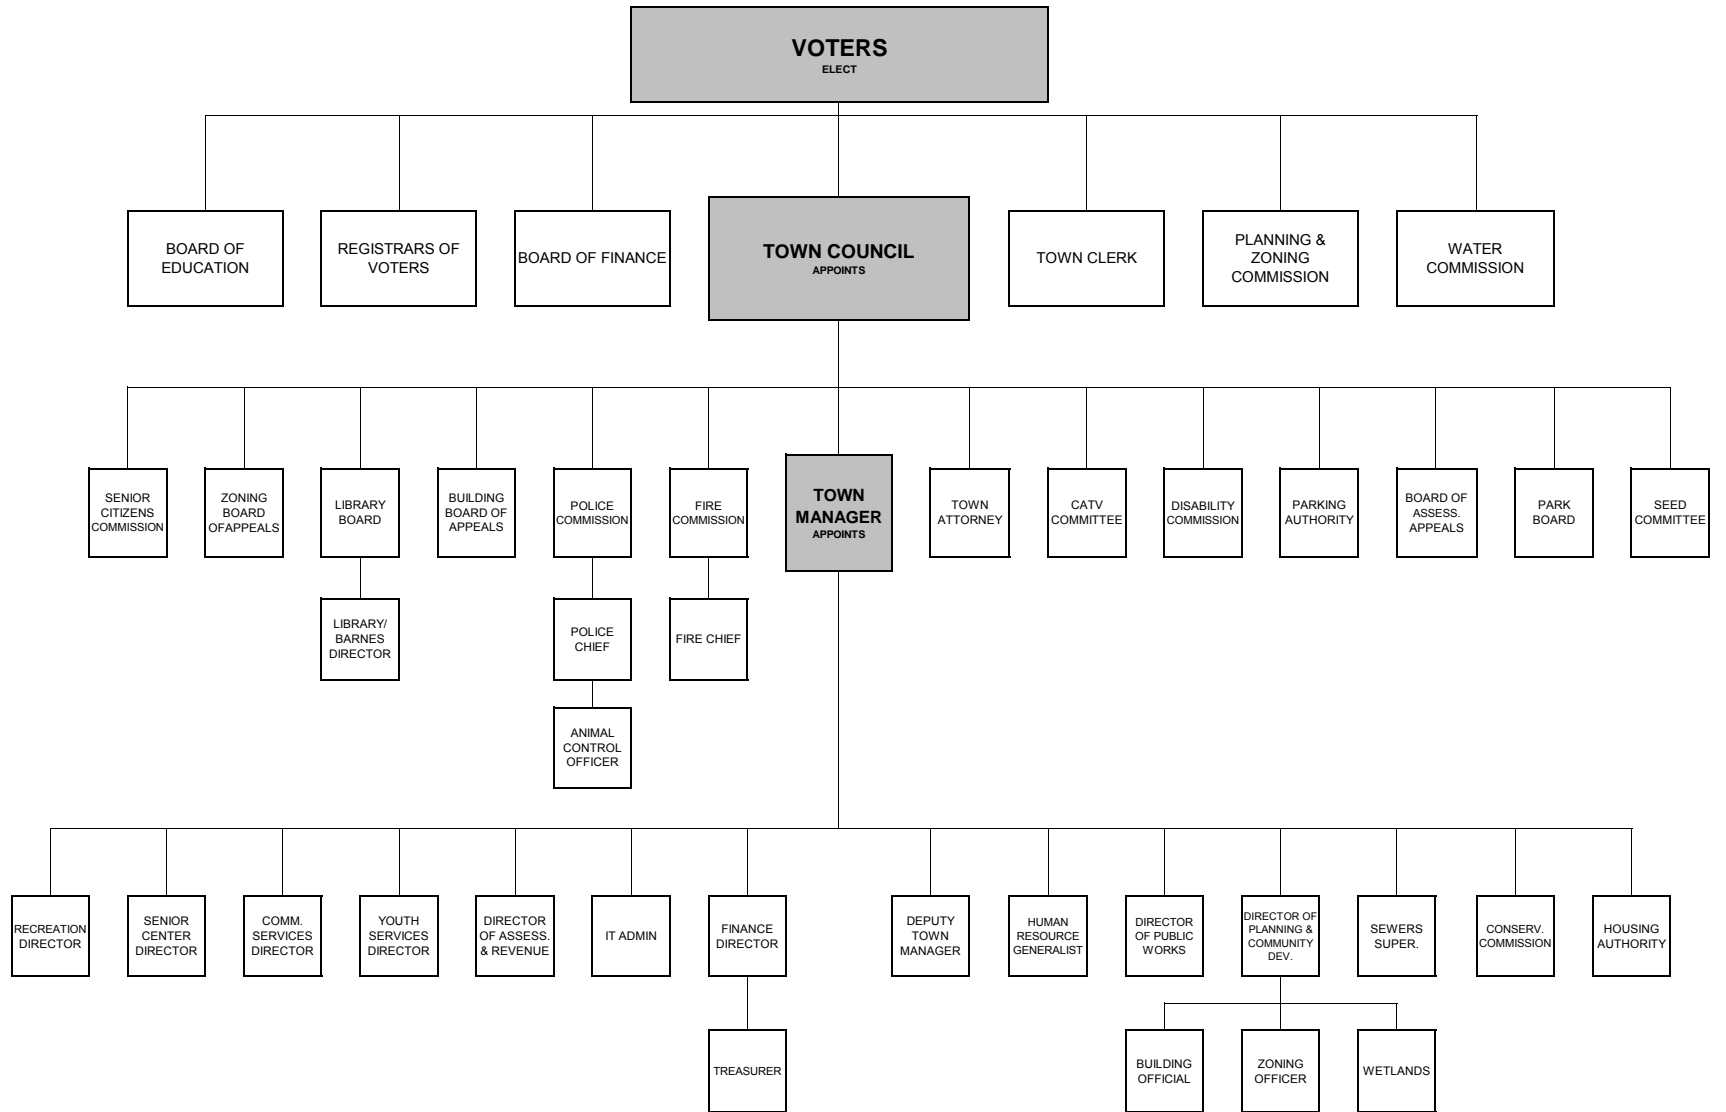 VOTERS
ELECT
BOARD OF
EDUCATION
REGISTRARS OF
VOTERS
BOARD OF FINANCE
TOWN COUNCIL
APPOINTS
TOWN CLERK
PLANNING &
ZONING
COMMISSION
WATER
COMMISSION
SENIOR
CITIZENS
COMMISSION
ZONING
BOARD
OFAPPEALS
LIBRARY
BOARD
BUILDING
BOARD OF
APPEALS
POLICE
COMMISSION
FIRE
COMMISSION
TOWN
MANAGER
APPOINTS
TOWN
ATTORNEY
CATV
COMMITTEE
DISABILITY
COMMISSION
PARKING
AUTHORITY
BOARD OF
ASSESS.
APPEALS
PARK
BOARD
SEED
COMMITTEE
LIBRARY/
BARNES
DIRECTOR
POLICE
CHIEF
FIRE CHIEF
ANIMAL
CONTROL
OFFICER
RECREATION
DIRECTOR
SENIOR
CENTER
DIRECTOR
COMM.
SERVICES
DIRECTOR
YOUTH
SERVICES
DIRECTOR
DIRECTOR
OF ASSESS.
& REVENUE
IT ADMIN
FINANCE
DIRECTOR
DEPUTY
TOWN
MANAGER
HUMAN
RESOURCE
GENERALIST
DIRECTOR
OF PUBLIC
WORKS
DIRECTOR OF
PLANNING &
COMMUNITY
DEV.
SEWERS
SUPER.
CONSERV.
COMMISSION
HOUSING
AUTHORITY
TREASURER
BUILDING
OFFICIAL
ZONING
OFFICER
WETLANDS